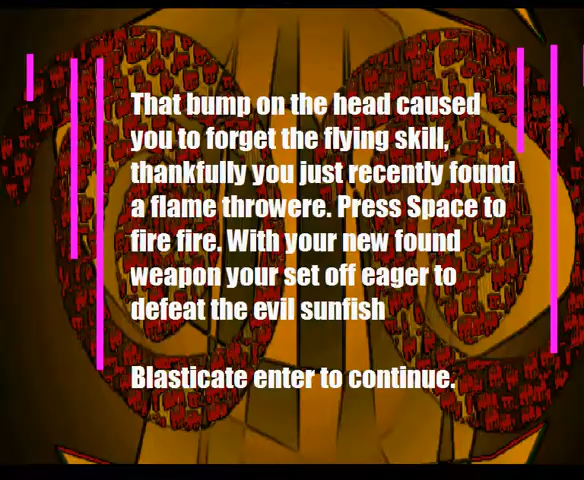 That bump on the head caused
you to forget the flying skill,
thankfully you just recently found
a flame throwere. Press Space to
fire fire. With your new found
weapon your set off eager to
defeat the evil sunfish
Blasticate enter to continue.